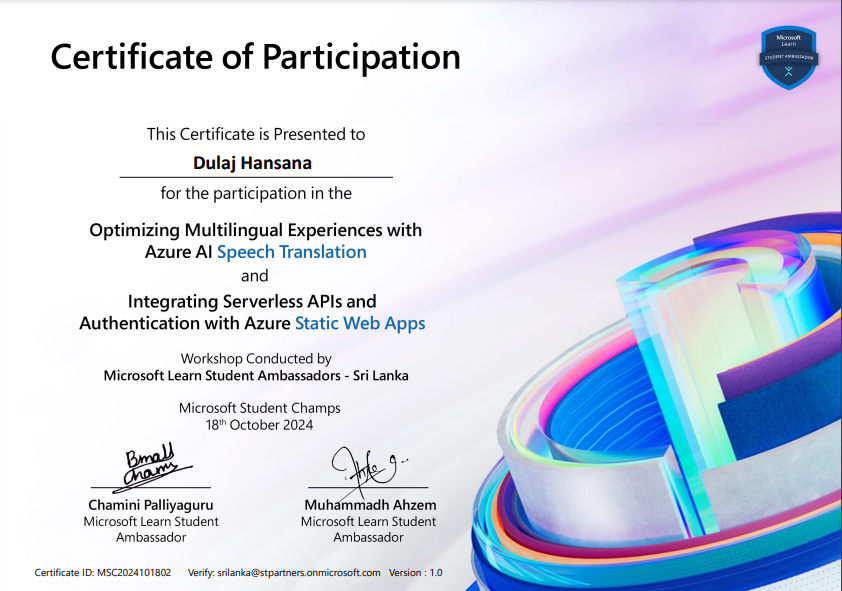 Certificate of Participation
Microsoft
Learn
STUDENT AMBASSADOR
This Certificate is Presented to
Dulaj Hansana
for the participation in the
Optimizing Multilingual Experiences with
Azure AI Speech Translation
and
Integrating Serverless APIs and
Authentication with Azure Static Web Apps
Workshop Conducted by
Microsoft Learn Student Ambassadors - Sri Lanka
Microsoft Student Champs
18th October 2024
Chamini Palliyaguru
Microsoft Learn Student
Ambassador
Muhammadh Ahzem
Microsoft Learn Student
Ambassador
Certificate ID: MSC2024101802 Verify: srilanka@stpartners.onmicrosoft.com Version : 1.0